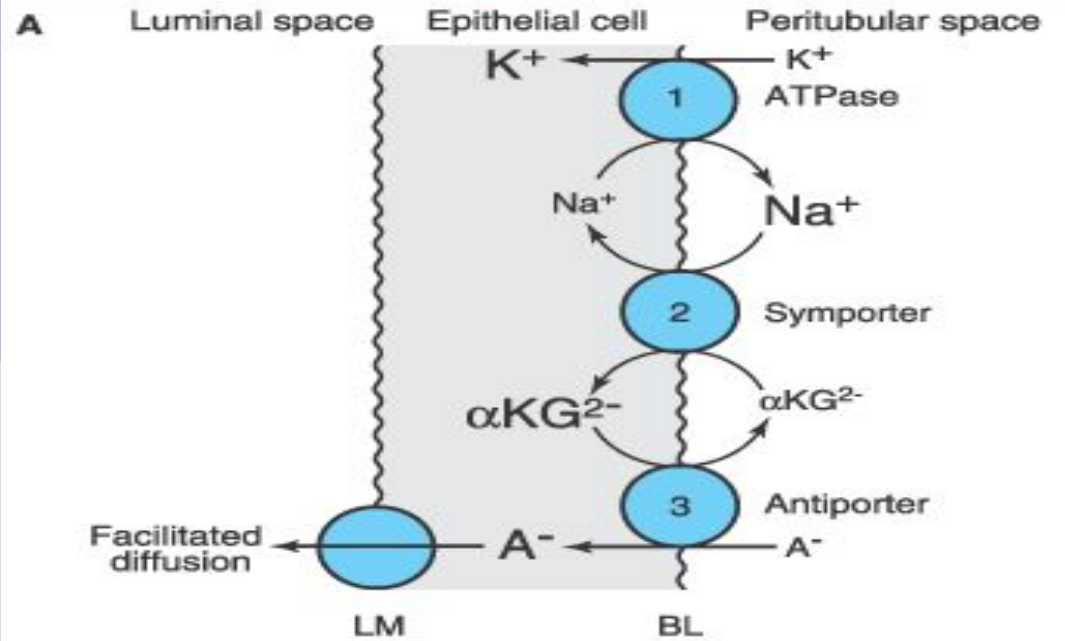 A
Luminal space Epithelial cell Peritubular space
K⁺ K⁺
1 ATPase
Na⁺ Na⁺
2 Symporter
αKG²⁻ αKG²⁻
3 Antiporter
Facilitated
diffusion
A⁻ A⁻
LM BL